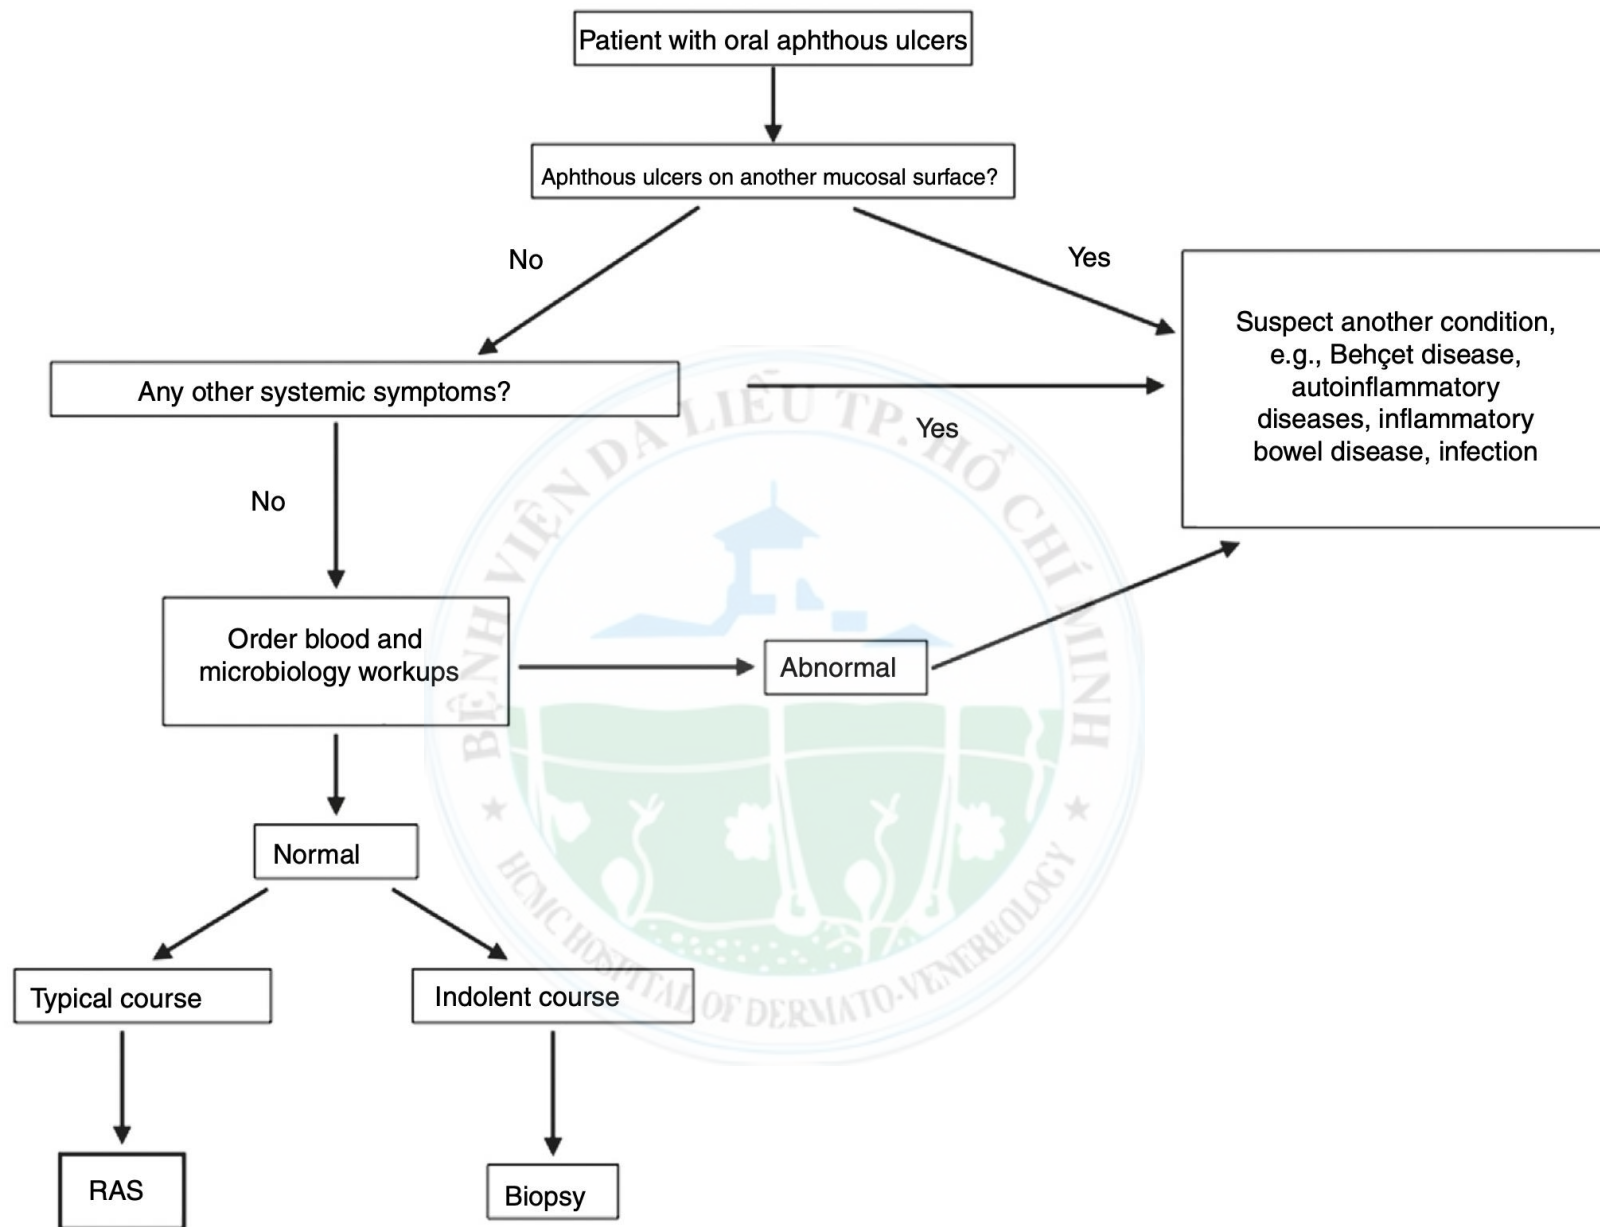 Patient with oral aphthous ulcers
Aphthous ulcers on another mucosal surface?
No
Yes
Suspect another condition,
e.g., Behçet disease,
autoinflammatory
diseases, inflammatory
bowel disease, infection
Any other systemic symptoms?
Yes
No
Order blood and
microbiology workups
Abnormal
Normal
Typical course
Indolent course
RAS
Biopsy
BỆNH VIỆN DA LIỄU TP. HỒ CHÍ MINH
HCMC HOSPITAL OF DERMATO-VENEREOLOGY